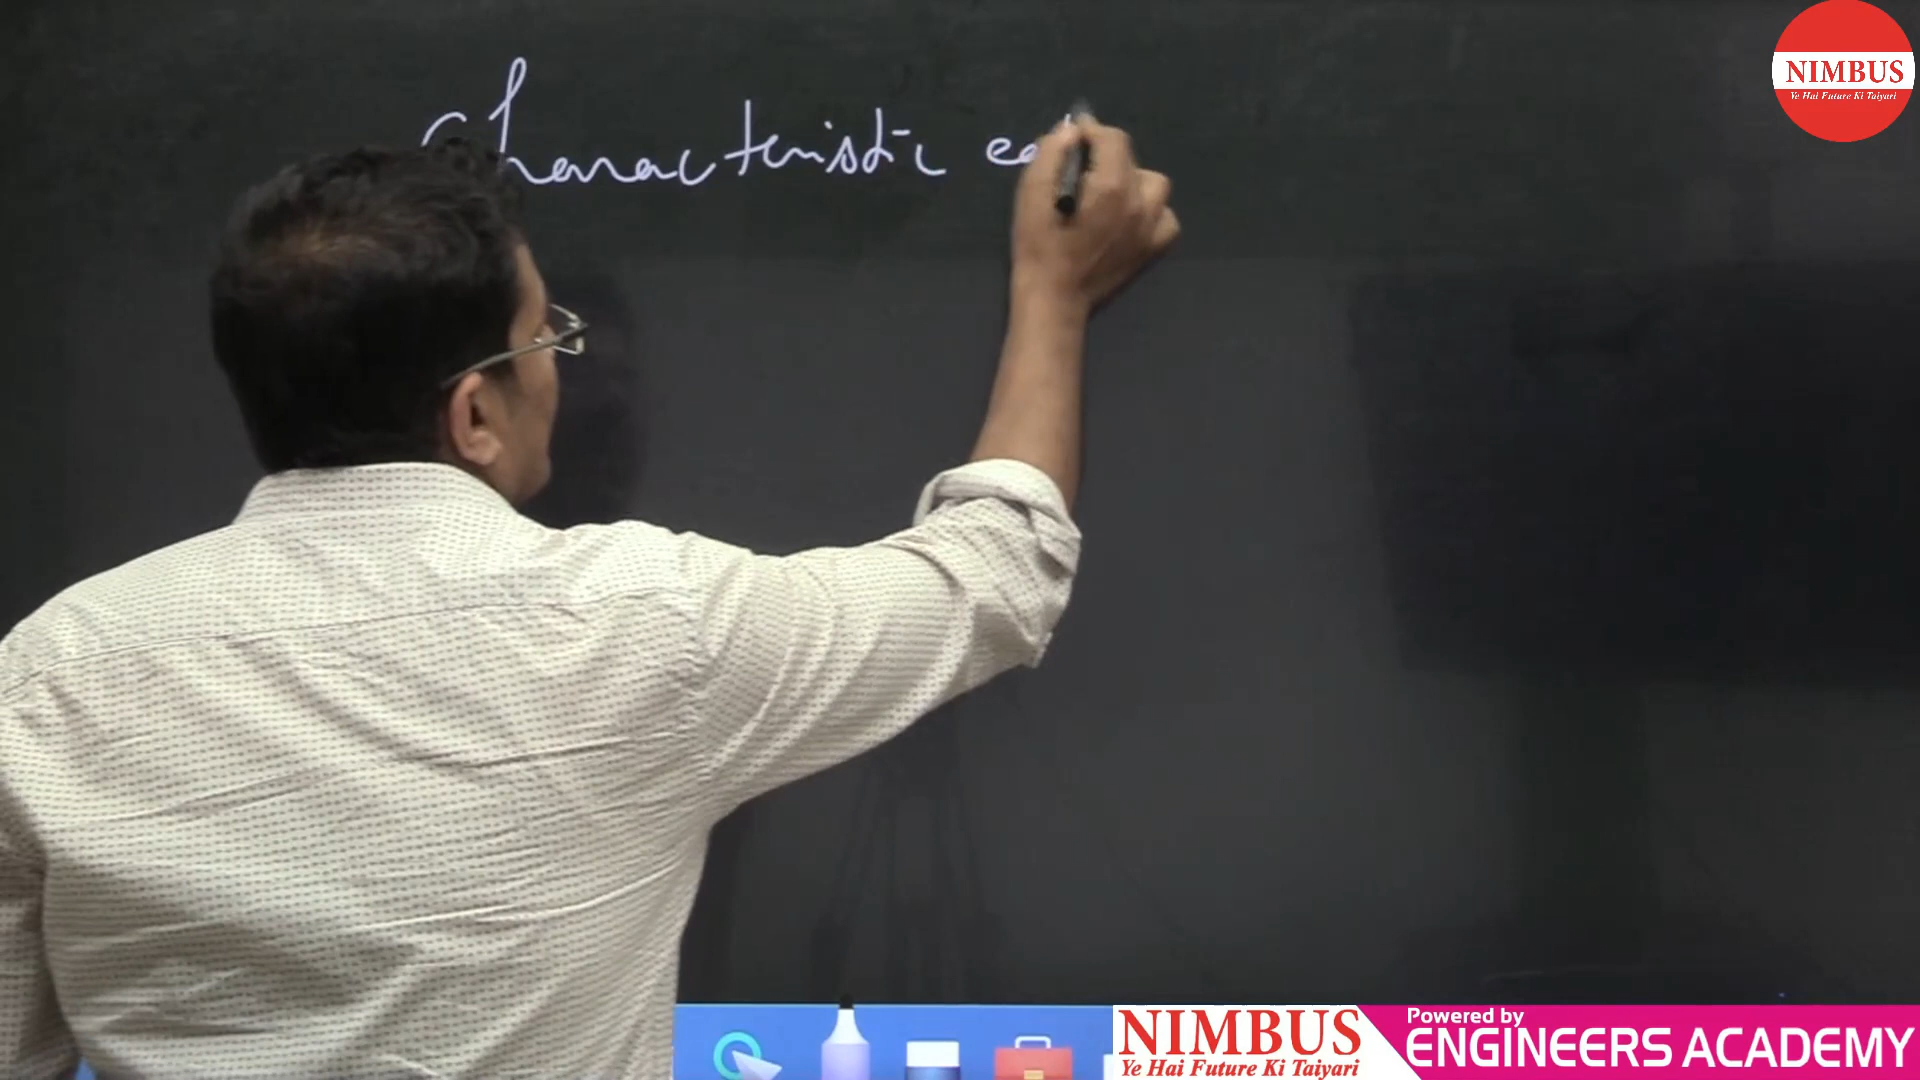 NIMBUS
Ye Hai Future Ki Taiyari
Characteristic
NIMBUS
Ye Hai Future Ki Taiyari
Powered by
ENGINEERS ACADEMY